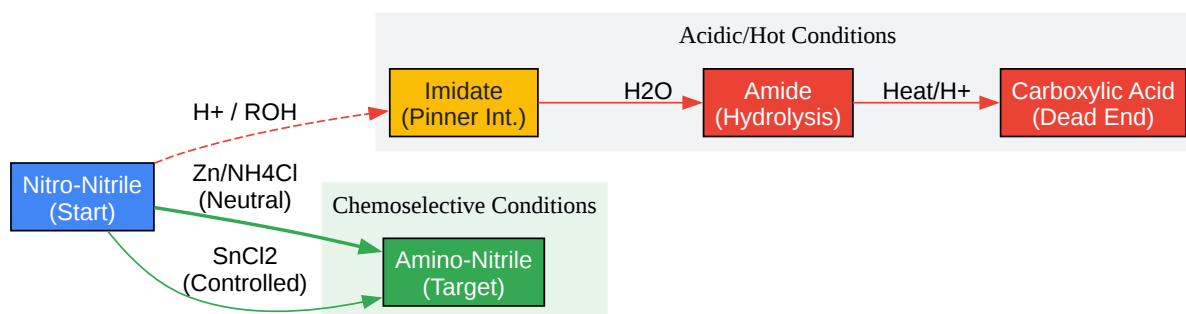 Acidic/Hot Conditions
Imidate
(Pinner Int.)
H2O
Amide
(Hydrolysis)
Heat/H+
Carboxylic Acid
(Dead End)
H+ / ROH
Nitro-Nitrile
(Start)
Zn/NH4Cl
(Neutral)
Chemoselective Conditions
SnCl2
(Controlled)
Amino-Nitrile
(Target)